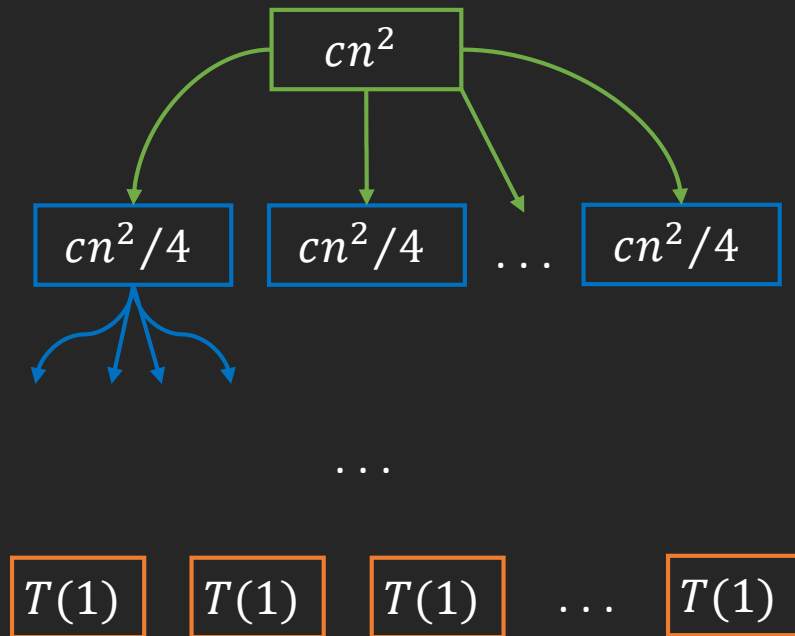 cn²
cn²/4 cn²/4 ... cn²/4
...
T(1) T(1) T(1) ... T(1)